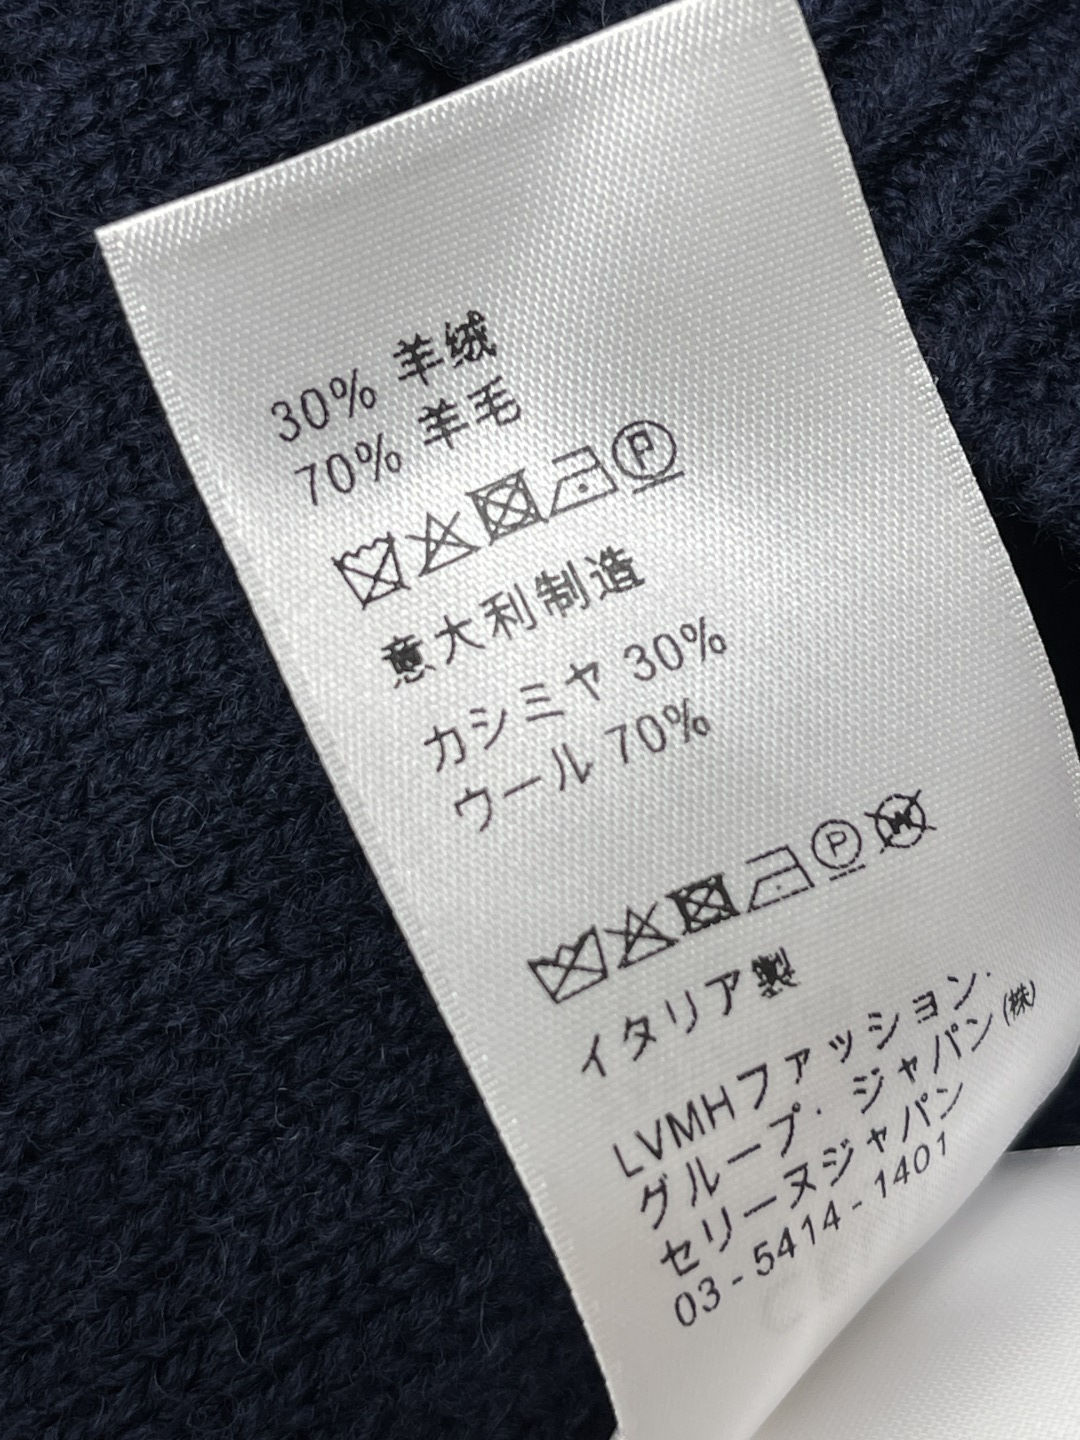 30% 羊绒
70% 羊毛
P
意大利制造
カシミヤ 30%
ウール 70%
P W
イタリア製
LVMHファッション・
グループ・ジャパン(株)
セリーヌジャパン
03-5414-1401